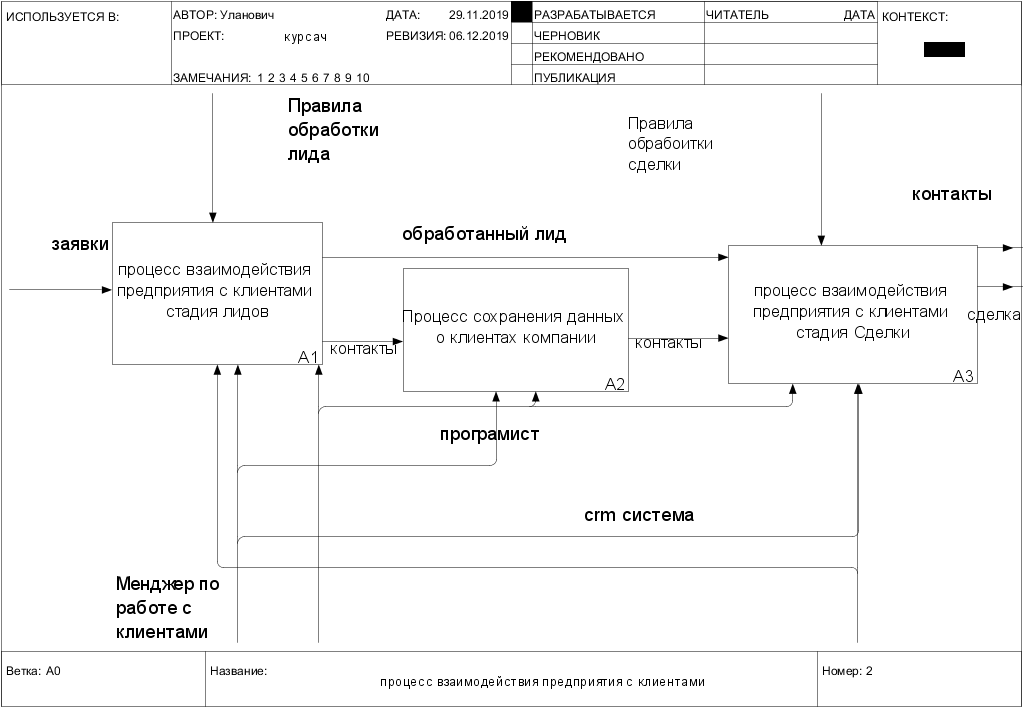 ИСПОЛЬЗУЕТСЯ В:
АВТОР: Уланович
ДАТА: 29.11.2019
РАЗРАБАТЫВАЕТСЯ
ЧИТАТЕЛЬ
ДАТА
КОНТЕКСТ:
ПРОЕКТ: курсач
РЕВИЗИЯ: 06.12.2019
ЧЕРНОВИК
РЕКОМЕНДОВАНО
ЗАМЕЧАНИЯ: 1 2 3 4 5 6 7 8 9 10
ПУБЛИКАЦИЯ
Правила
обработки
лида
Правила
обрабоитки
сделки
контакты
заявки
обработанный лид
процесс взаимодействия
предприятия с клиентами
стадия лидов
A1
контакты
Процесс сохранения данных
о клиентах компании
A2
контакты
процесс взаимодействия
предприятия с клиентами
стадия Сделки
A3
сделка
програмист
crm система
Менджер по
работе с
клиентами
Ветка: A0
Название:
процесс взаимодействия предприятия с клиентами
Номер: 2